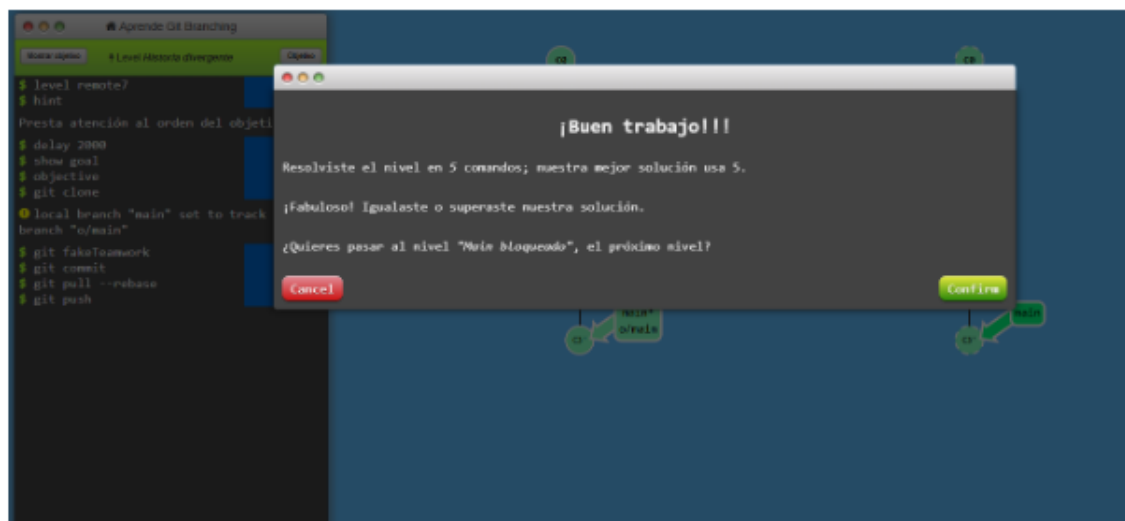 Aprende Git Branching
Mostrar objetivo
Level Historia divergente
Objetivo
$ level remote7
$ hint
Presta atención al orden del objeti
$ delay 2000
$ show goal
$ objective
$ git clone
local branch "main" set to track
branch "o/main"
$ git fakeTeamwork
$ git commit
$ git pull --rebase
$ git push
¡Buen trabajo!!!
Resolviste el nivel en 5 comandos; nuestra mejor solución usa 5.
¡Fabuloso! Igualaste o superaste nuestra solución.
¿Quieres pasar al nivel "Main bloqueado", el próximo nivel?
Cancel
Confirm
main*
o/main
main